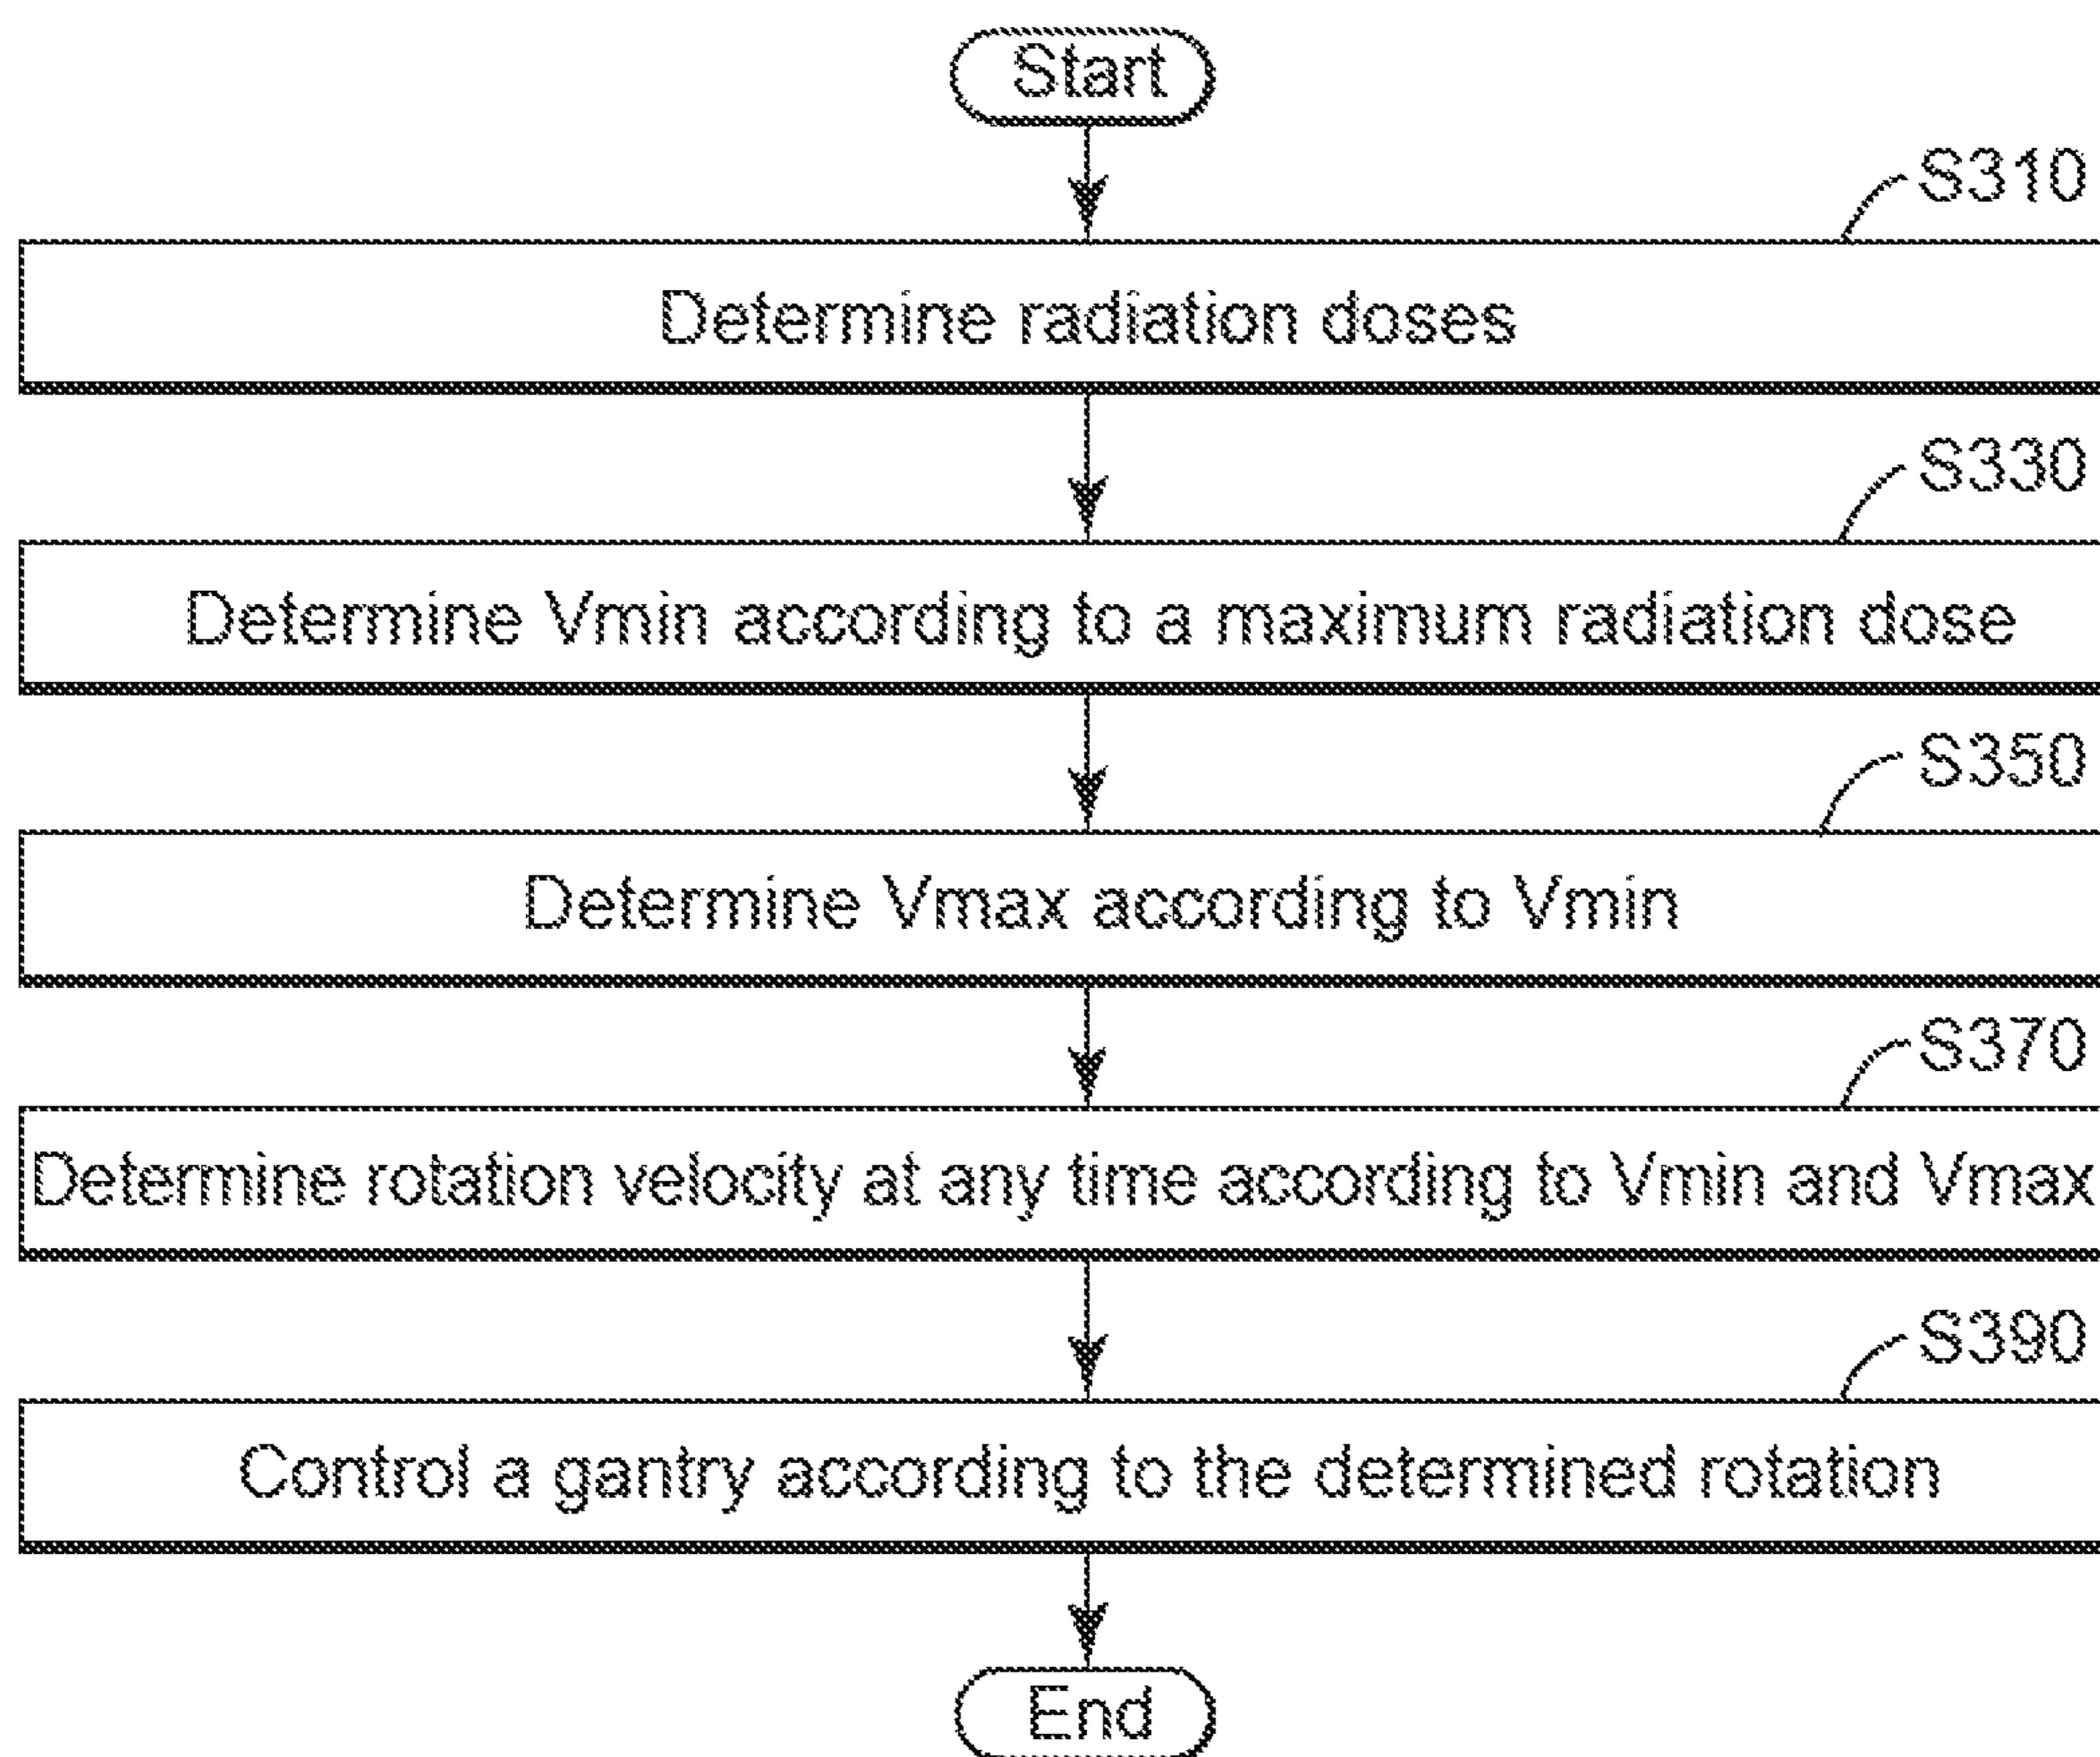 Start
S310
Determine radiation doses
S330
Determine Vmin according to a maximum radiation dose
S350
Determine Vmax according to Vmin
S370
Determine rotation velocity at any time according to Vmin and Vmax
S390
Control a gantry according to the determined rotation
End